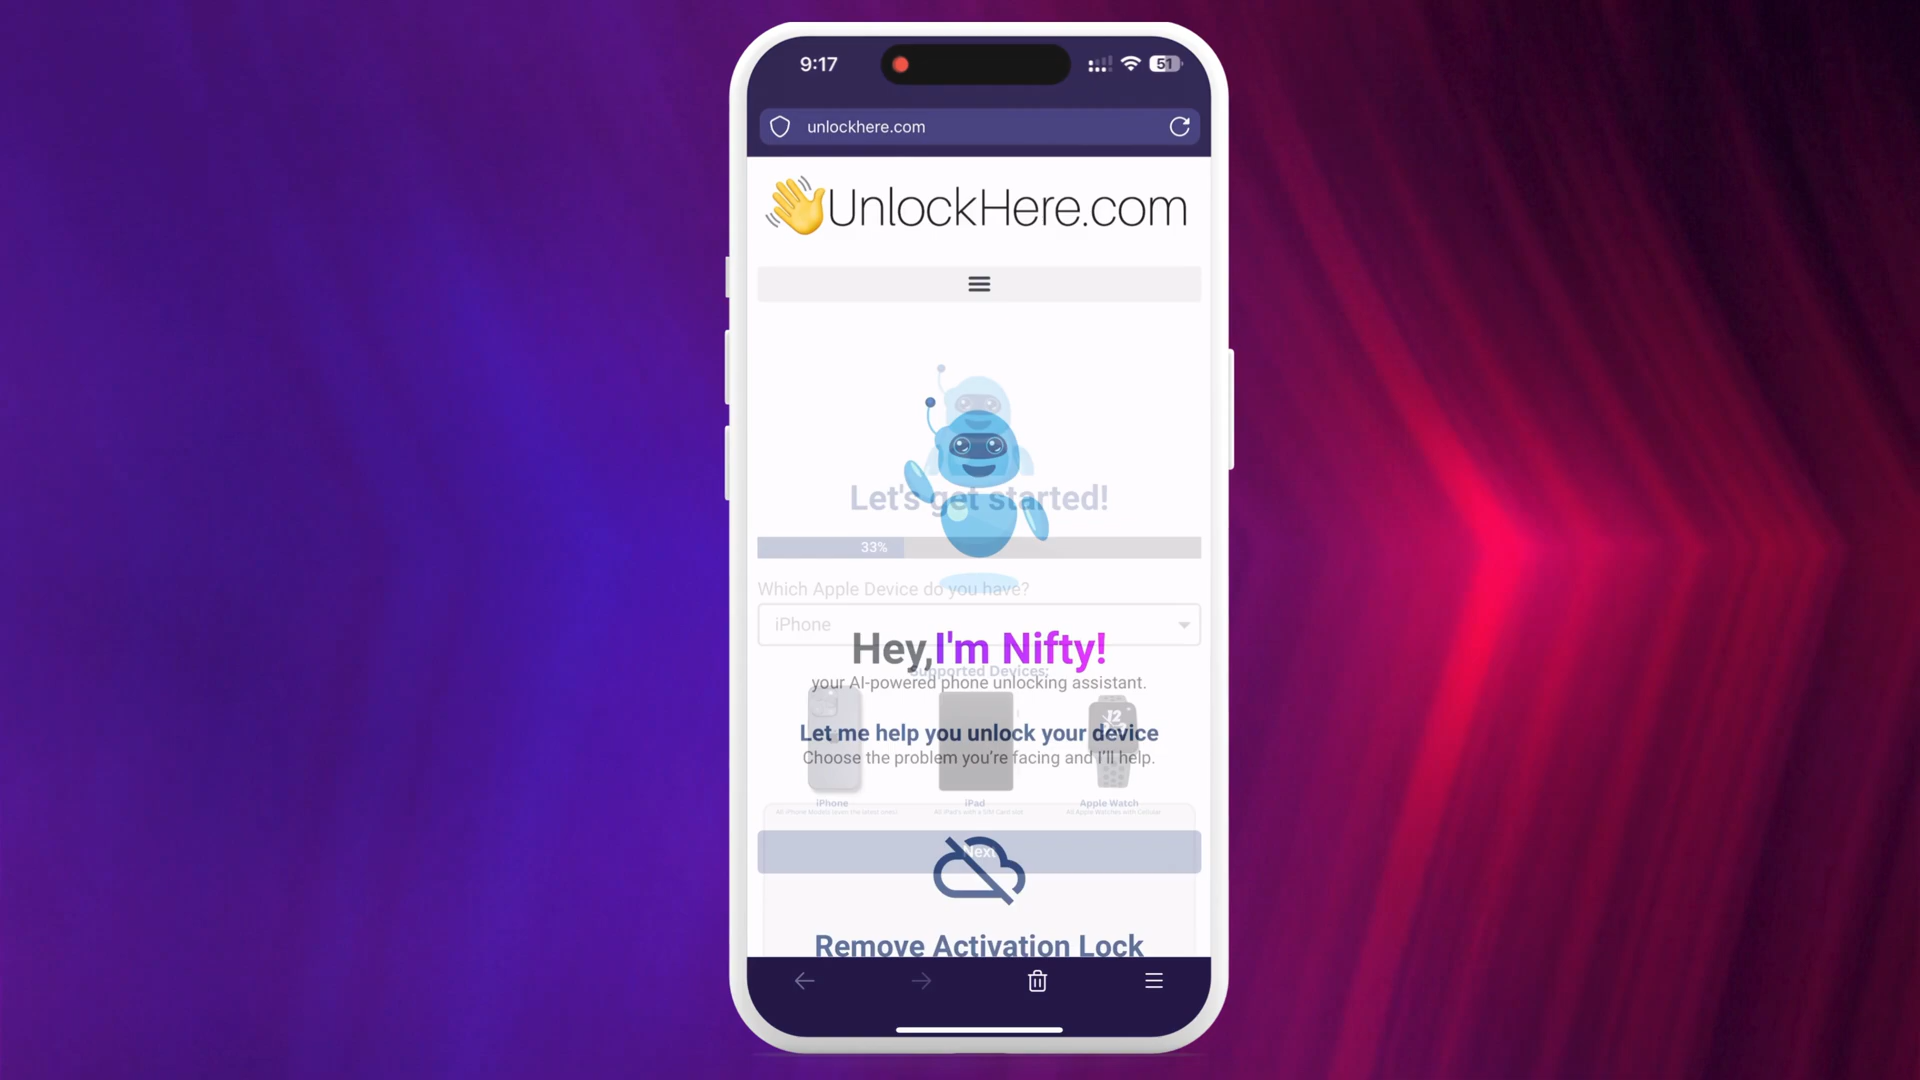 9:17
51
unlockhere.com
UnlockHere.com
Let's get started!
33%
Which Apple Device do you have?
iPhone
Hey,I'm Nifty!
Supported Devices:
your AI-powered phone unlocking assistant.
Let me help you unlock your device
Choose the problem you're facing and I'll help.
iPhone iPad Apple Watch
All iPhone Models (even the latest ones) All iPad's with a SIM Card slot All Apple Watches with Cellular
Next
Remove Activation Lock